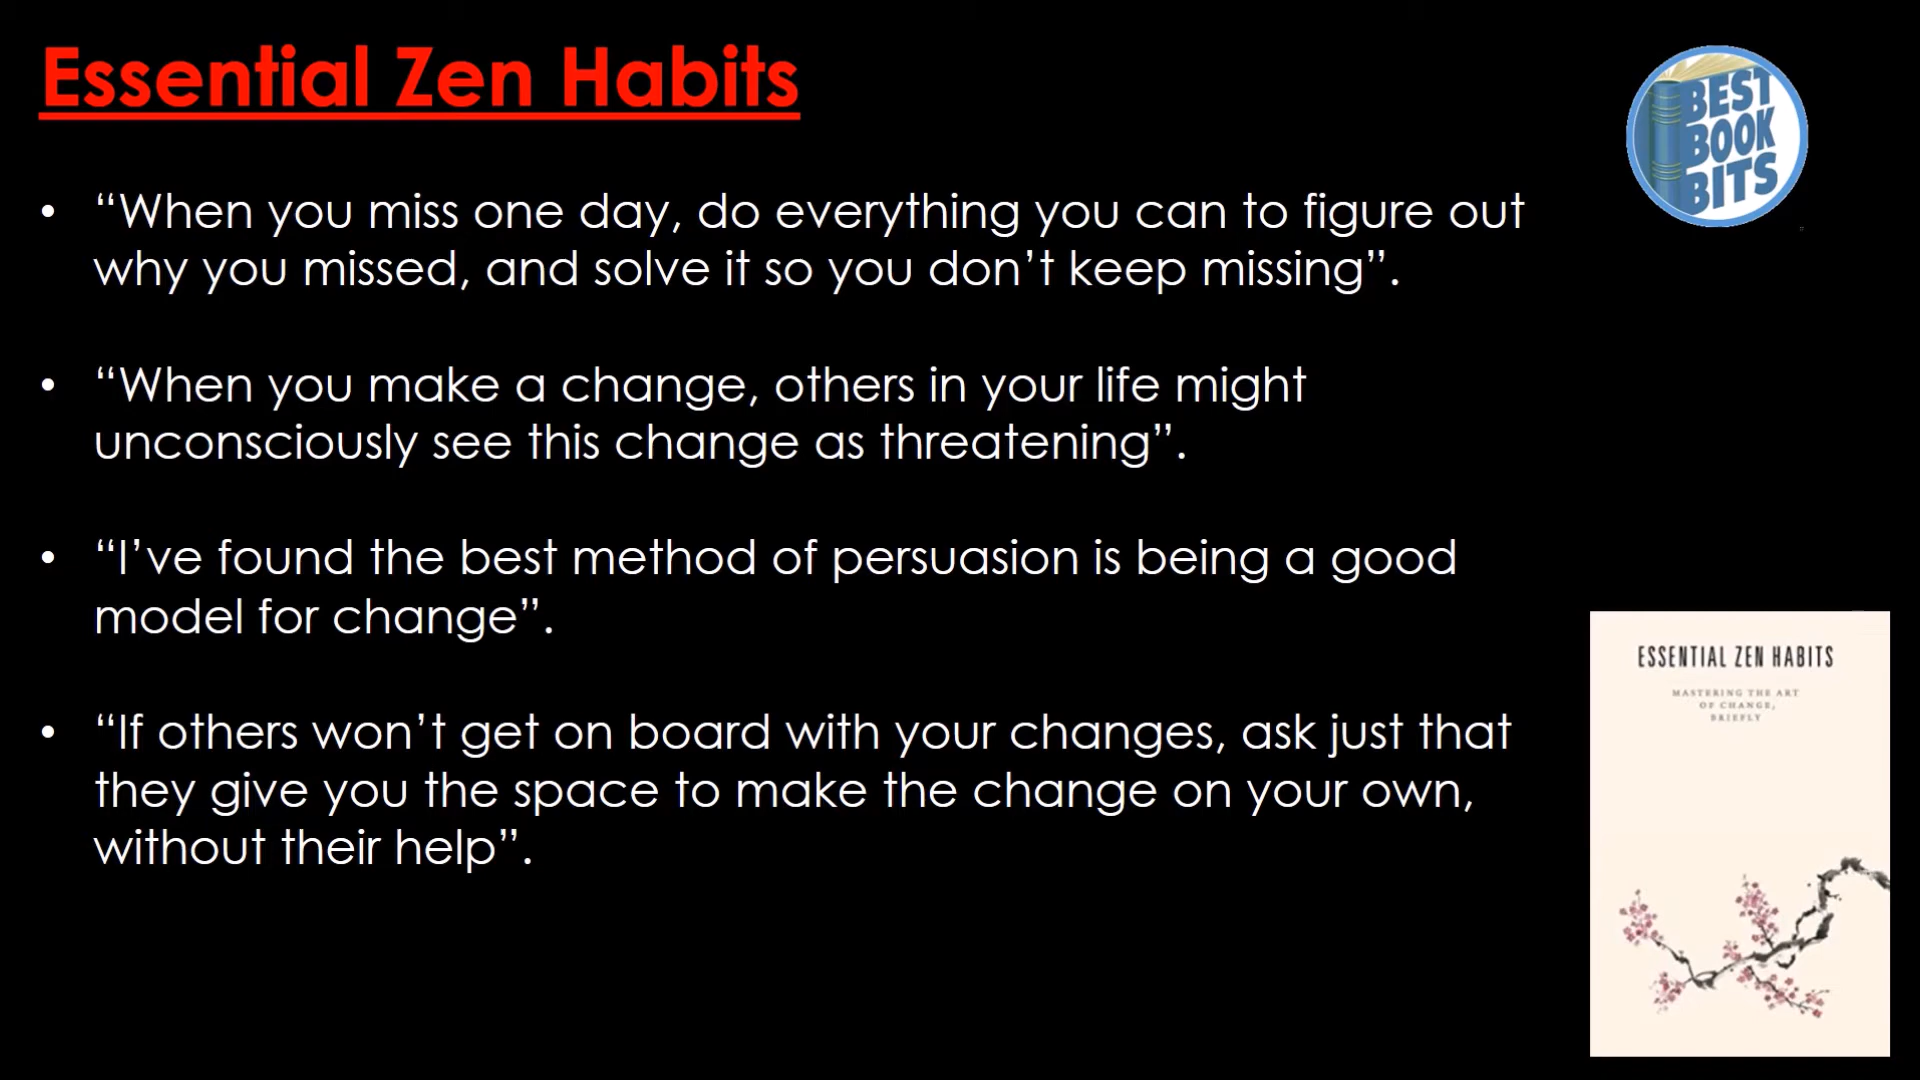 Essential Zen Habits
BEST
BOOK
BITS
• “When you miss one day, do everything you can to figure out
why you missed, and solve it so you don’t keep missing”.
• “When you make a change, others in your life might
unconsciously see this change as threatening”.
• “I’ve found the best method of persuasion is being a good
model for change”.
• “If others won’t get on board with your changes, ask just that
they give you the space to make the change on your own,
without their help”.
ESSENTIAL ZEN HABITS
MASTERING THE ART
OF CHANGE,
BRIEFLY